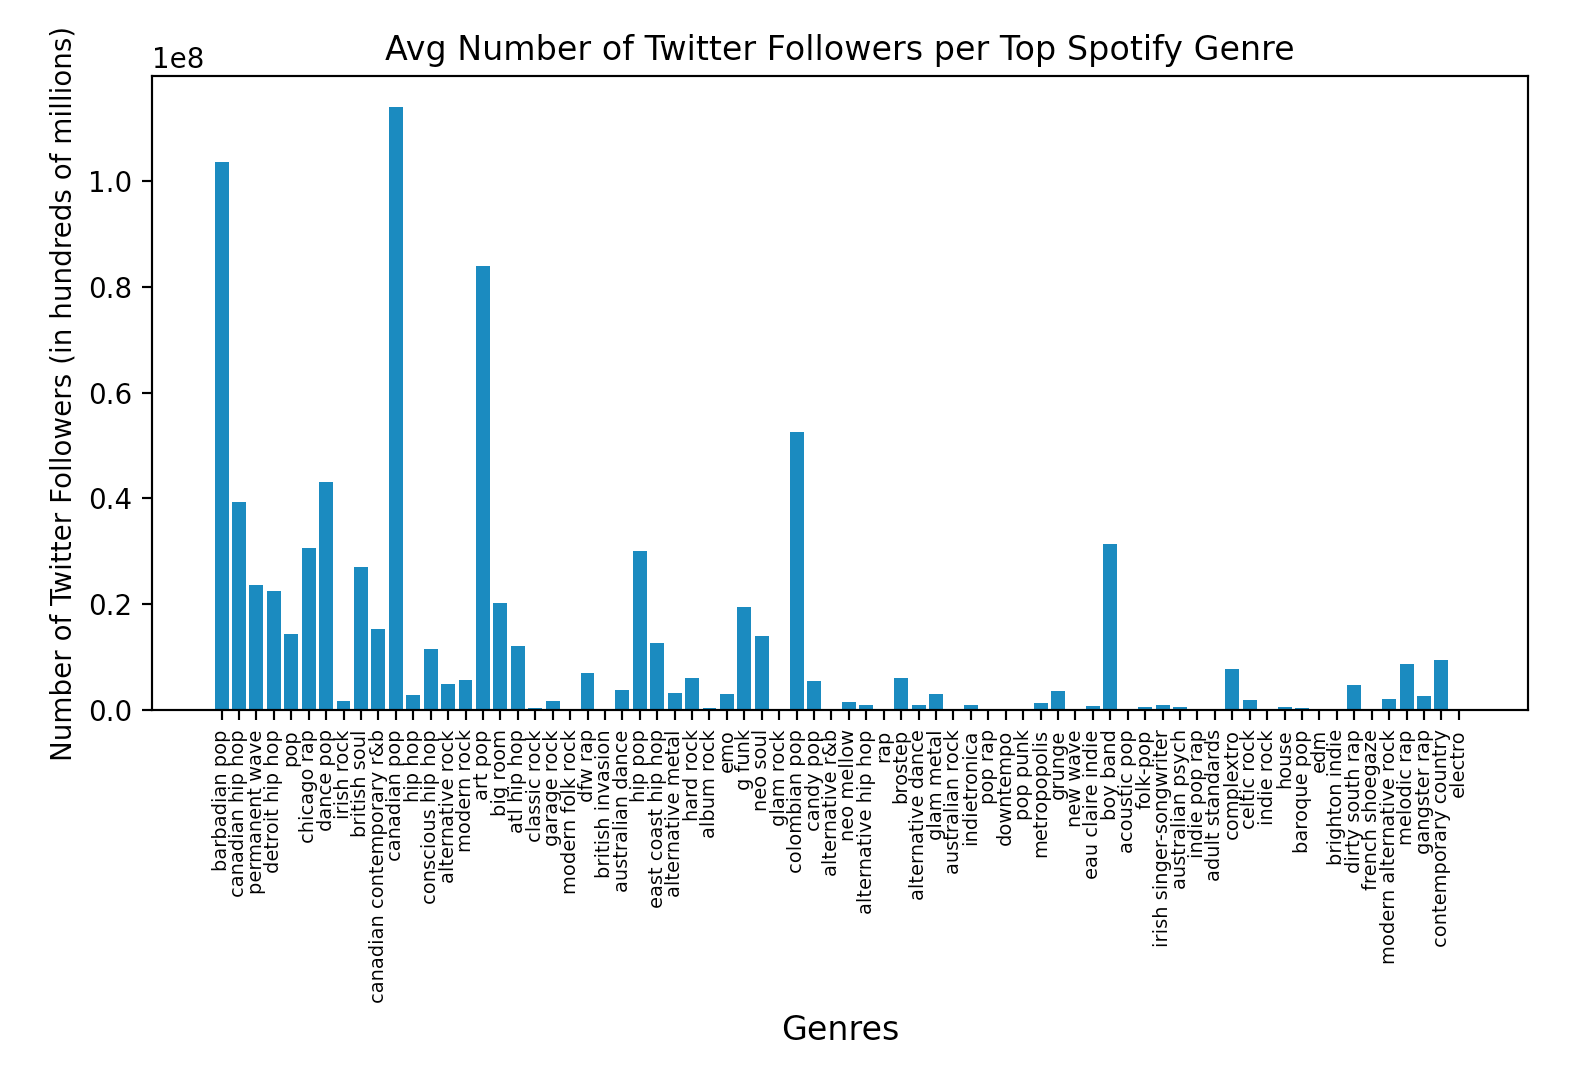 Avg Number of Twitter Followers per Top Spotify Genre
1e8
Number of Twitter Followers (in hundreds of millions)
1.0
0.8
0.6
0.4
0.2
0.0
barbadian pop
canadian hip hop
permanent wave
detroit hip hop
pop
chicago rap
dance pop
irish rock
british soul
canadian contemporary r&b
canadian pop
hip hop
conscious hip hop
alternative rock
modern rock
art pop
big room
atl hip hop
classic rock
garage rock
modern folk rock
dfw rap
british invasion
australian dance
hip pop
east coast hip hop
alternative metal
hard rock
album rock
emo
g funk
neo soul
glam rock
colombian pop
candy pop
alternative r&b
neo mellow
alternative hip hop
rap
brostep
alternative dance
glam metal
australian rock
indietronica
pop rap
downtempo
pop punk
metropopolis
grunge
new wave
eau claire indie
boy band
acoustic pop
folk-pop
irish singer-songwriter
australian psych
indie pop rap
adult standards
complextro
celtic rock
indie rock
house
baroque pop
edm
brighton indie
dirty south rap
french shoegaze
modern alternative rock
melodic rap
gangster rap
contemporary country
electro
Genres